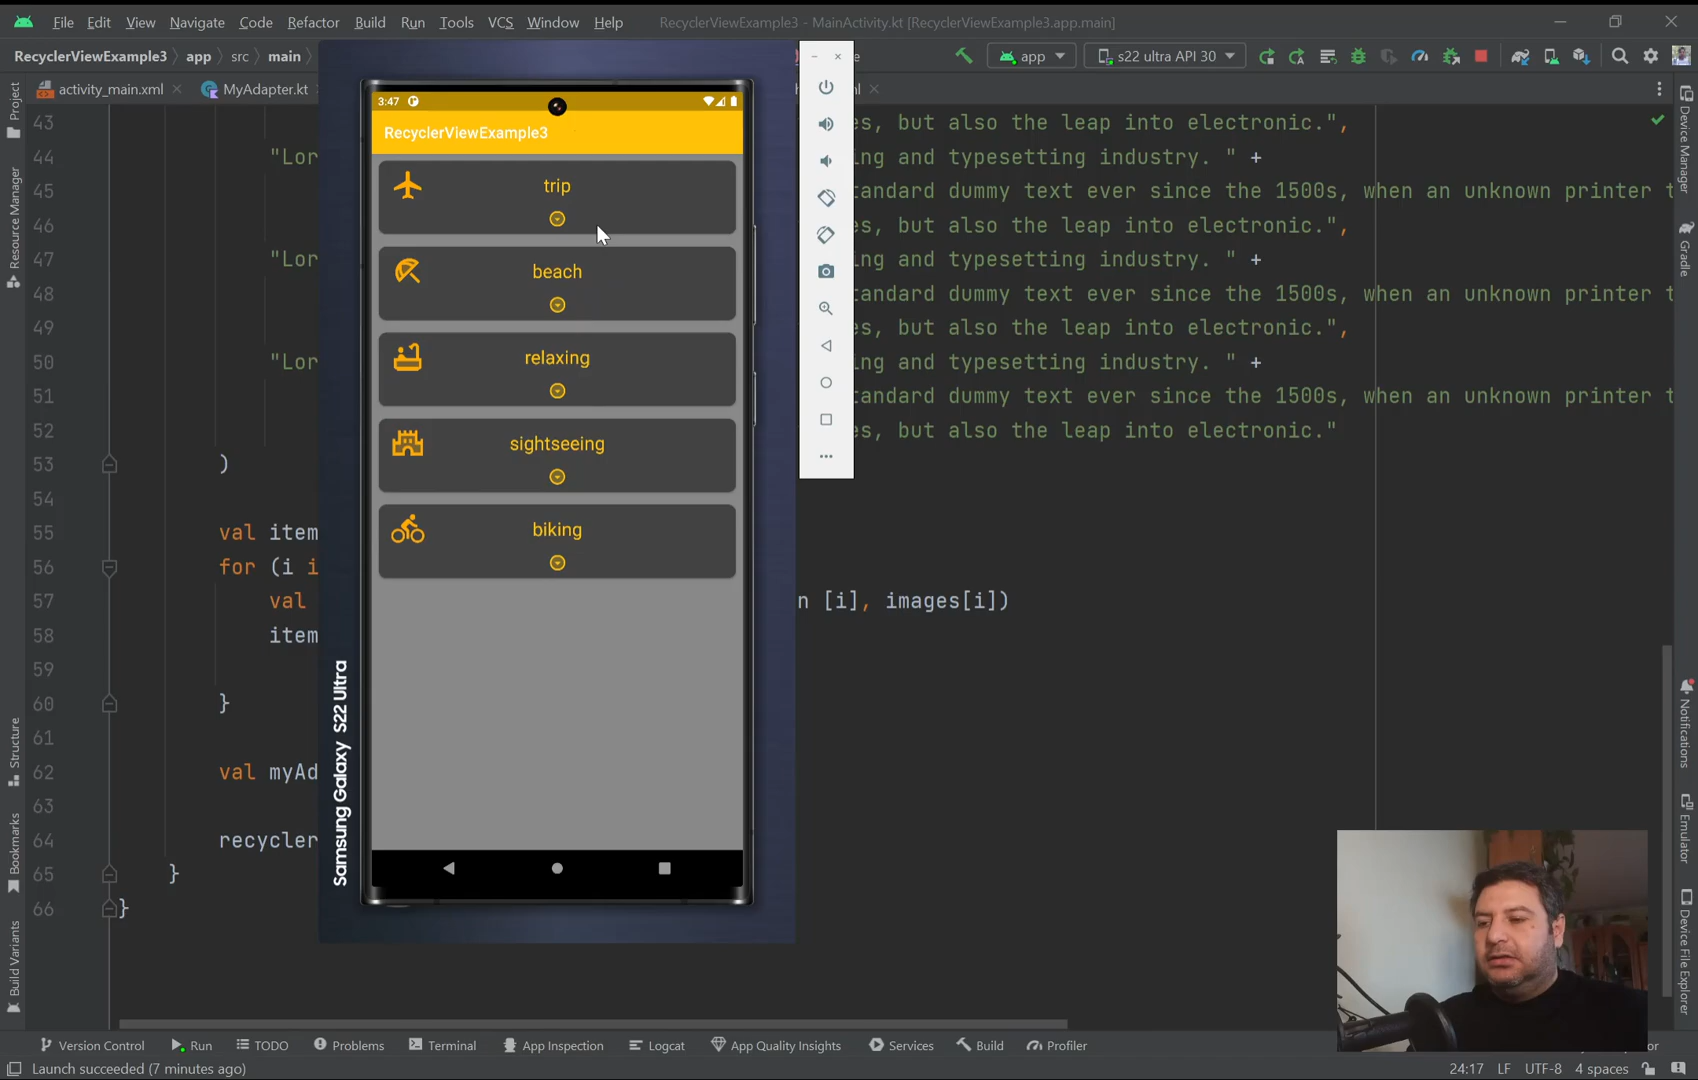 File Edit View Navigate Code Refactor Build Run Tools VCS Window Help RecyclerViewExample3 - MainActivity.kt [RecyclerViewExample3.app.main]
RecyclerViewExample3 app src main app s22 ultra API 30
activity_main.xml MyAdapter.kt
Project
Resource Manager
Structure
Bookmarks
Build Variants
43 es, but also the leap into electronic.",
44 "Lor ing and typesetting industry. " +
45 tandard dummy text ever since the 1500s, when an unknown printer t
46 es, but also the leap into electronic.",
47 "Lor ing and typesetting industry. " +
48 tandard dummy text ever since the 1500s, when an unknown printer t
49 es, but also the leap into electronic.",
50 "Lor ing and typesetting industry. " +
51 tandard dummy text ever since the 1500s, when an unknown printer t
52 es, but also the leap into electronic."
53 )
54
55 val item
56 for (i i
57 val n [i], images[i])
58 item
59
60 }
61
62 val myAd
63
64 recycler
65 }
66 }
3:47
RecyclerViewExample3
trip
beach
relaxing
sightseeing
biking
Samsung Galaxy S22 Ultra
Device Manager
Gradle
Notifications
Emulator
Device File Explorer
Version Control Run TODO Problems Terminal App Inspection Logcat App Quality Insights Services Build Profiler
Launch succeeded (7 minutes ago) 24:17 LF UTF-8 4 spaces